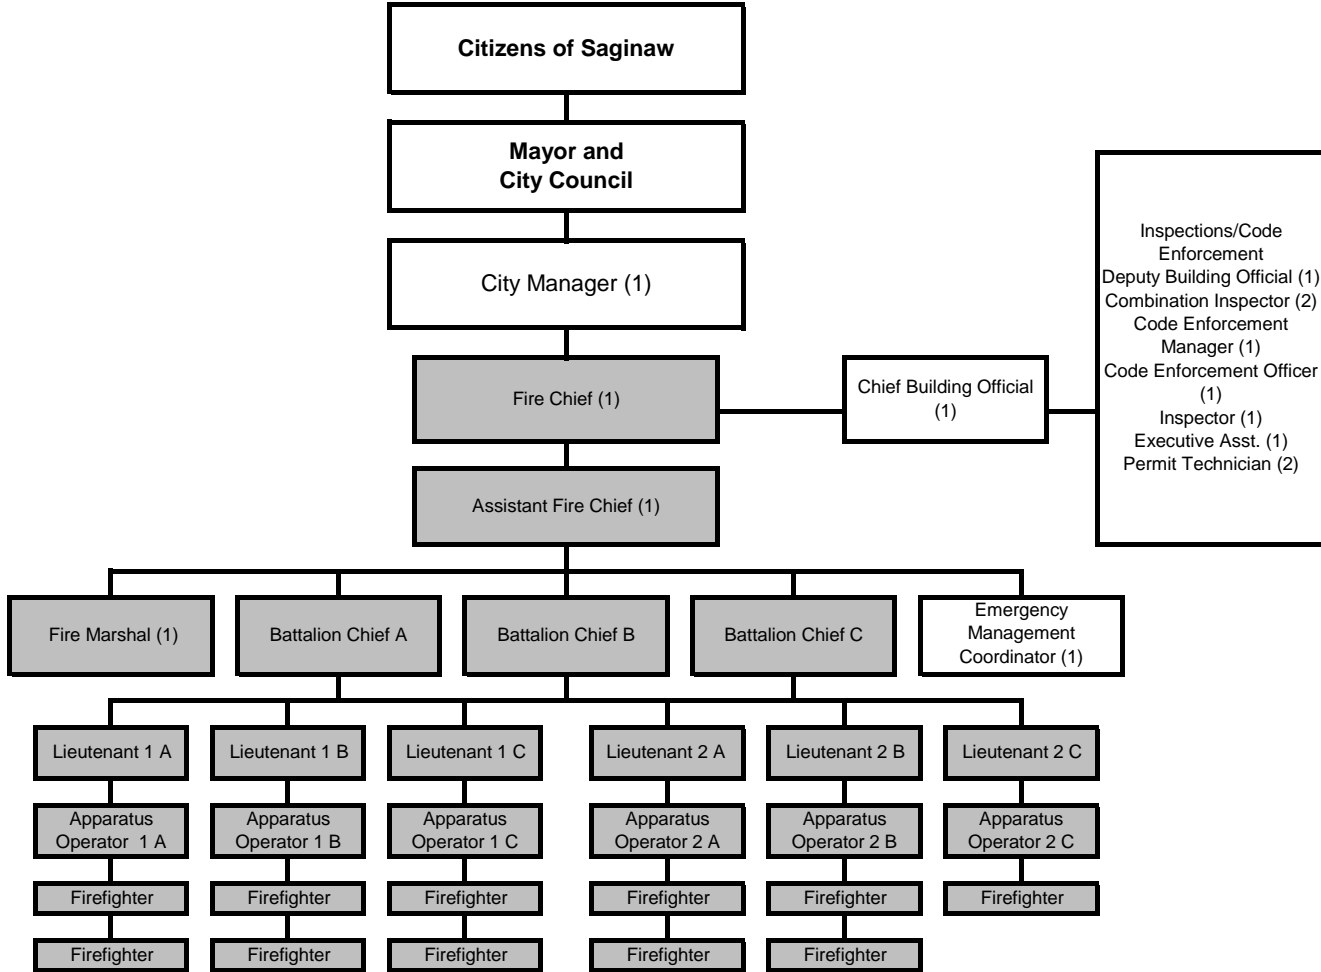 Citizens of Saginaw
Mayor and
City Council
City Manager (1)
Fire Chief (1)
Chief Building Official
(1)
Inspections/Code
Enforcement
Deputy Building Official (1)
Combination Inspector (2)
Code Enforcement
Manager (1)
Code Enforcement Officer
(1)
Inspector (1)
Executive Asst. (1)
Permit Technician (2)
Assistant Fire Chief (1)
Fire Marshal (1)
Battalion Chief A
Battalion Chief B
Battalion Chief C
Emergency
Management
Coordinator (1)
Lieutenant 1 A
Lieutenant 1 B
Lieutenant 1 C
Lieutenant 2 A
Lieutenant 2 B
Lieutenant 2 C
Apparatus
Operator 1 A
Apparatus
Operator 1 B
Apparatus
Operator 1 C
Apparatus
Operator 2 A
Apparatus
Operator 2 B
Apparatus
Operator 2 C
Firefighter
Firefighter
Firefighter
Firefighter
Firefighter
Firefighter
Firefighter
Firefighter
Firefighter
Firefighter
Firefighter